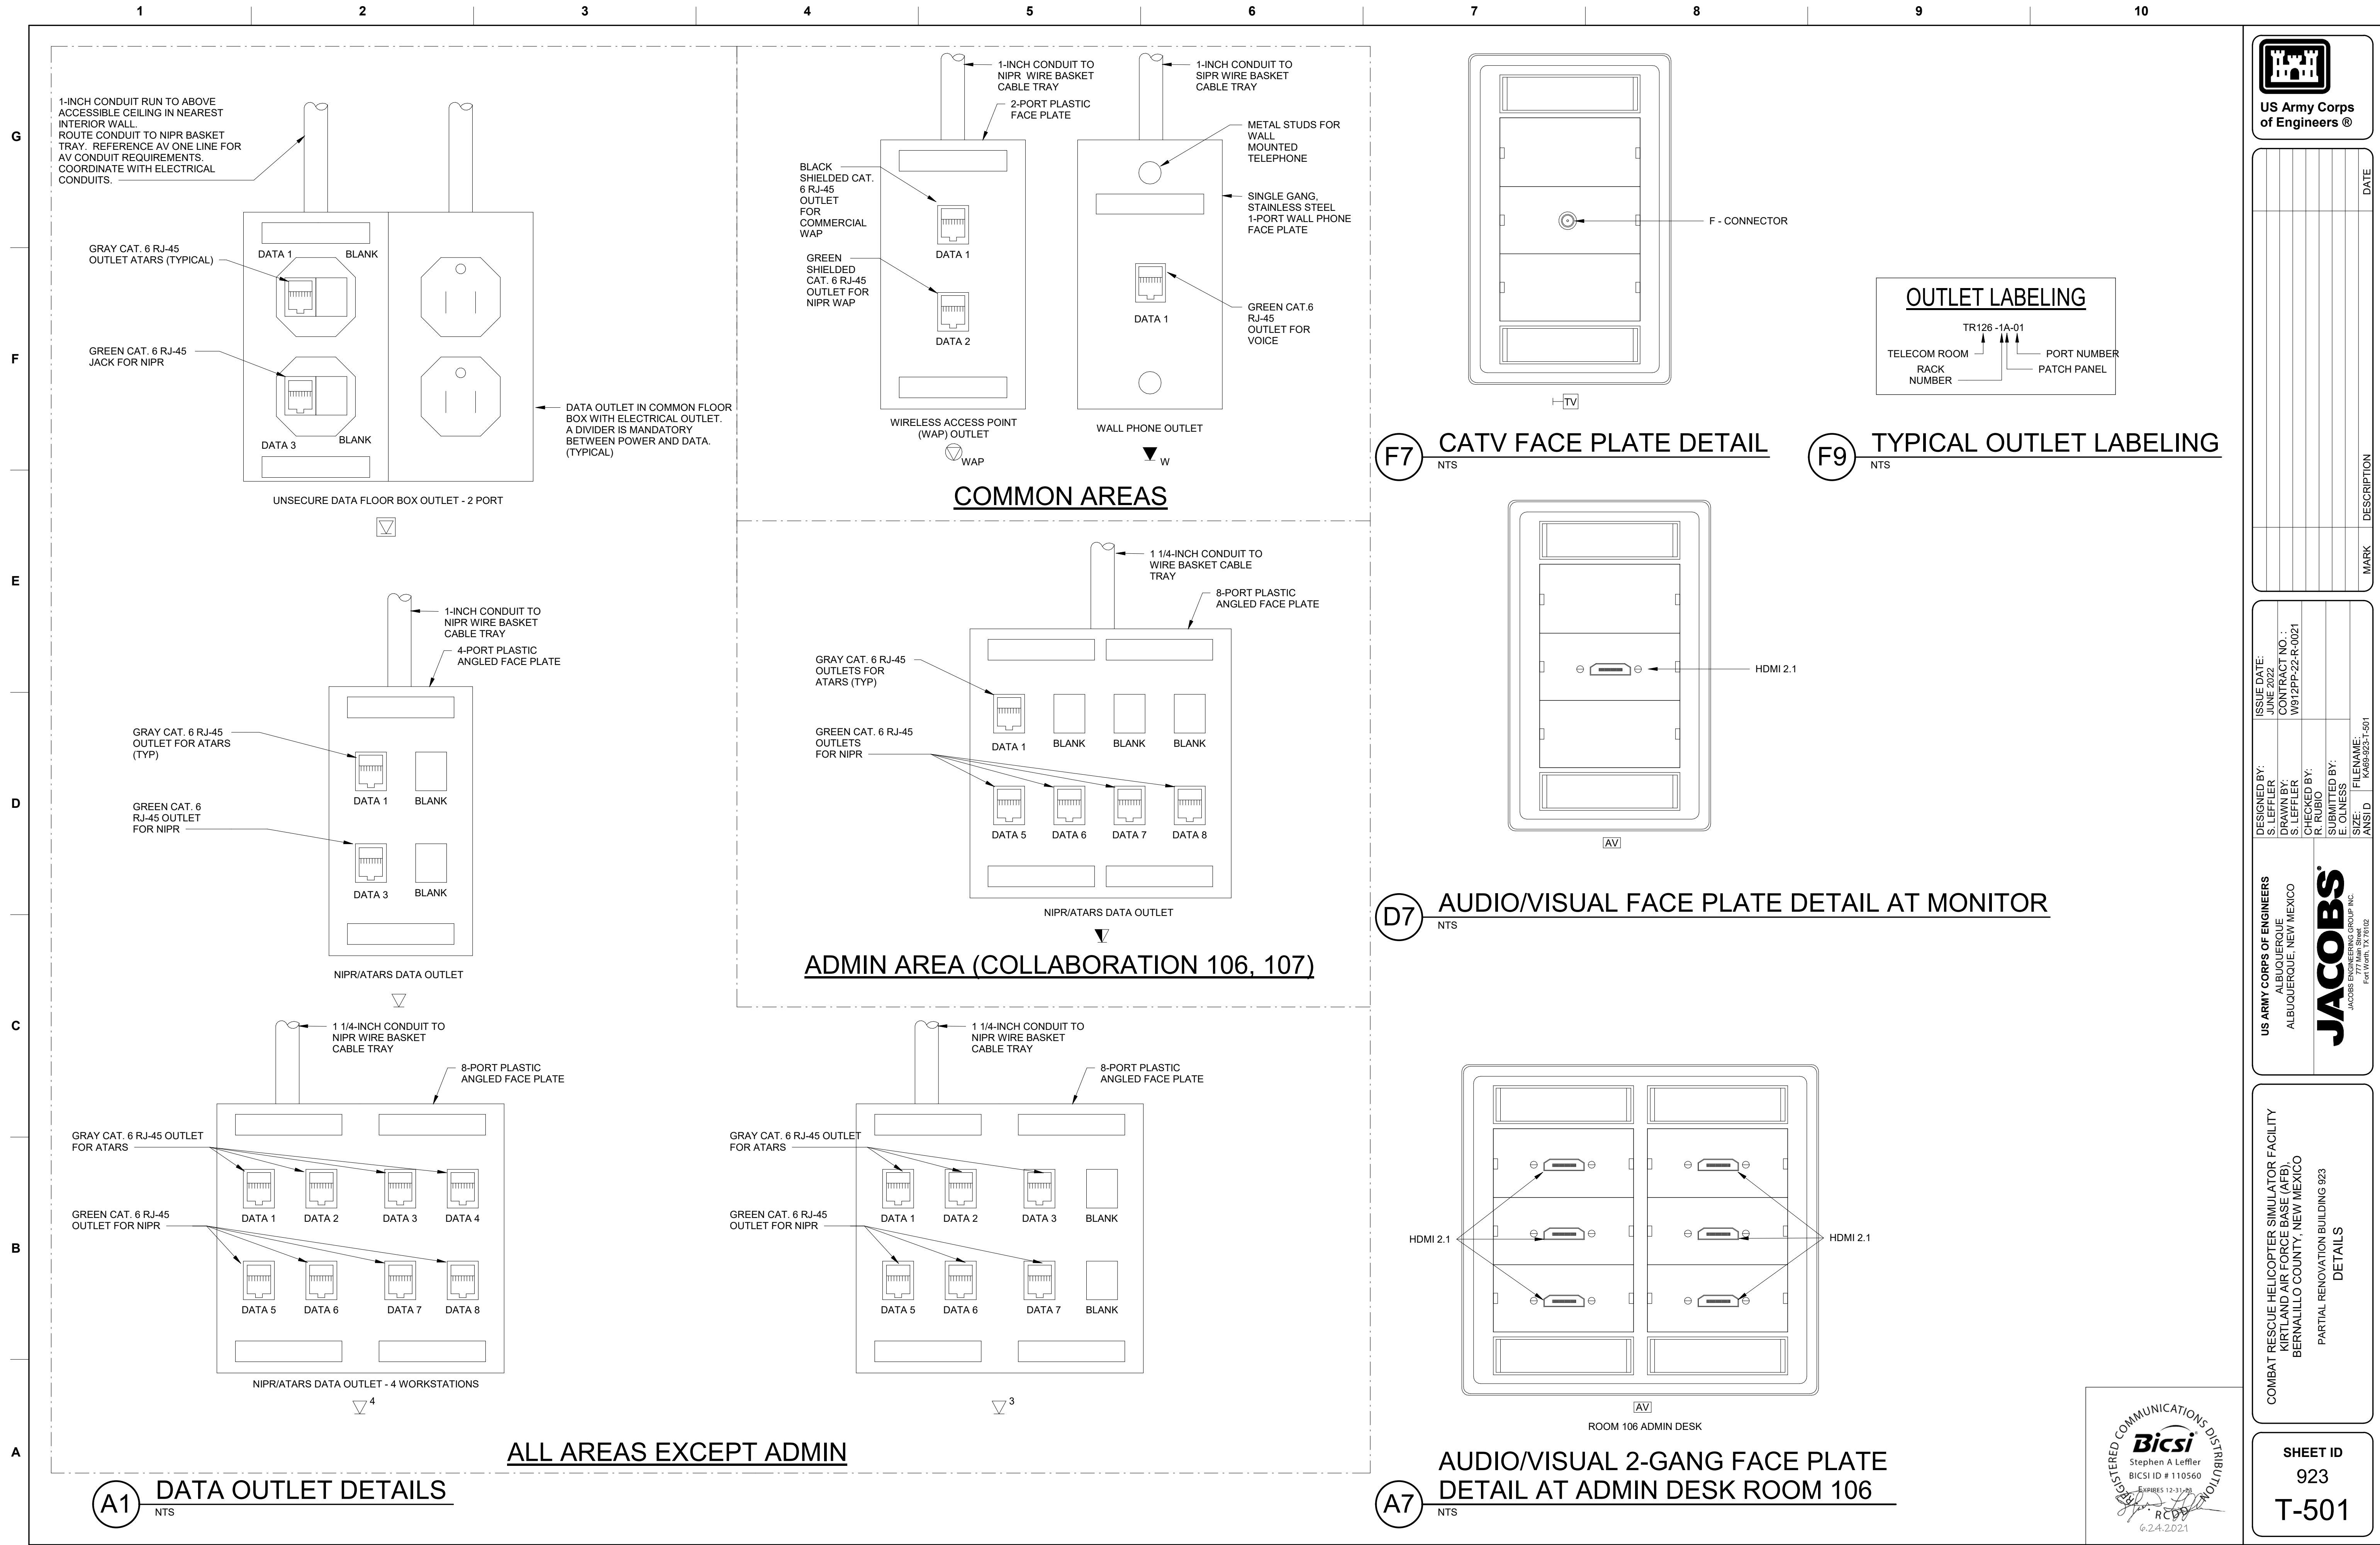 1
2
3
4
5
6
7
8
9
10
G
F
E
D
C
B
A
1-INCH CONDUIT RUN TO ABOVE
ACCESSIBLE CEILING IN NEAREST
INTERIOR WALL.
ROUTE CONDUIT TO NIPR BASKET
TRAY. REFERENCE AV ONE LINE FOR
AV CONDUIT REQUIREMENTS.
COORDINATE WITH ELECTRICAL
CONDUITS.
GRAY CAT. 6 RJ-45
OUTLET ATARS (TYPICAL)
DATA 1
BLANK
GREEN CAT. 6 RJ-45
JACK FOR NIPR
DATA 3
BLANK
DATA OUTLET IN COMMON FLOOR
BOX WITH ELECTRICAL OUTLET.
A DIVIDER IS MANDATORY
BETWEEN POWER AND DATA.
(TYPICAL)
UNSECURE DATA FLOOR BOX OUTLET - 2 PORT
1-INCH CONDUIT TO
NIPR WIRE BASKET
CABLE TRAY
4-PORT PLASTIC
ANGLED FACE PLATE
GRAY CAT. 6 RJ-45
OUTLET FOR ATARS
(TYP)
DATA 1
BLANK
GREEN CAT. 6
RJ-45 OUTLET
FOR NIPR
DATA 3
BLANK
NIPR/ATARS DATA OUTLET
1 1/4-INCH CONDUIT TO
NIPR WIRE BASKET
CABLE TRAY
8-PORT PLASTIC
ANGLED FACE PLATE
GRAY CAT. 6 RJ-45 OUTLET
FOR ATARS
DATA 1
DATA 2
DATA 3
DATA 4
GREEN CAT. 6 RJ-45
OUTLET FOR NIPR
DATA 5
DATA 6
DATA 7
DATA 8
NIPR/ATARS DATA OUTLET - 4 WORKSTATIONS
4
1 1/4-INCH CONDUIT TO
NIPR WIRE BASKET
CABLE TRAY
8-PORT PLASTIC
ANGLED FACE PLATE
GRAY CAT. 6 RJ-45 OUTLET
FOR ATARS
DATA 1
DATA 2
DATA 3
BLANK
GREEN CAT. 6 RJ-45
OUTLET FOR NIPR
DATA 5
DATA 6
DATA 7
BLANK
3
ALL AREAS EXCEPT ADMIN
A1
DATA OUTLET DETAILS
NTS
1-INCH CONDUIT TO
NIPR WIRE BASKET
CABLE TRAY
2-PORT PLASTIC
FACE PLATE
BLACK
SHIELDED CAT.
6 RJ-45
OUTLET
FOR
COMMERCIAL
WAP
DATA 1
GREEN
SHIELDED
CAT. 6 RJ-45
OUTLET FOR
NIPR WAP
DATA 2
WIRELESS ACCESS POINT
(WAP) OUTLET
WAP
1-INCH CONDUIT TO
SIPR WIRE BASKET
CABLE TRAY
METAL STUDS FOR
WALL
MOUNTED
TELEPHONE
SINGLE GANG,
STAINLESS STEEL
1-PORT WALL PHONE
FACE PLATE
DATA 1
GREEN CAT.6
RJ-45
OUTLET FOR
VOICE
WALL PHONE OUTLET
W
COMMON AREAS
1 1/4-INCH CONDUIT TO
WIRE BASKET CABLE
TRAY
8-PORT PLASTIC
ANGLED FACE PLATE
GRAY CAT. 6 RJ-45
OUTLETS FOR
ATARS (TYP)
DATA 1
BLANK
BLANK
BLANK
GREEN CAT. 6 RJ-45
OUTLETS
FOR NIPR
DATA 5
DATA 6
DATA 7
DATA 8
NIPR/ATARS DATA OUTLET
ADMIN AREA (COLLABORATION 106, 107)
F - CONNECTOR
TV
F7
CATV FACE PLATE DETAIL
NTS
OUTLET LABELING
TR126 -1A-01
TELECOM ROOM
RACK
NUMBER
PORT NUMBER
PATCH PANEL
F9
TYPICAL OUTLET LABELING
NTS
HDMI 2.1
AV
D7
AUDIO/VISUAL FACE PLATE DETAIL AT MONITOR
NTS
HDMI 2.1
HDMI 2.1
AV
ROOM 106 ADMIN DESK
A7
AUDIO/VISUAL 2-GANG FACE PLATE
DETAIL AT ADMIN DESK ROOM 106
NTS
REGISTERED COMMUNICATIONS DISTRIBUTION
Bicsi
Stephen A Leffler
BICSI ID # 110560
EXPIRES 12-31-23
RCDD
6.24.2021
US Army Corps
of Engineers ®
MARK
DESCRIPTION
DATE
DESIGNED BY:
S. LEFFLER
DRAWN BY:
S. LEFFLER
CHECKED BY:
R. RUBIO
SUBMITTED BY:
E. OLNESS
SIZE:
ANSI D
FILENAME:
KA69-923-T-501
ISSUE DATE:
JUNE 2022
CONTRACT NO. :
W912PP-22-R-0021
US ARMY CORPS OF ENGINEERS
ALBUQUERQUE
ALBUQUERQUE, NEW MEXICO
JACOBS
JACOBS ENGINEERING GROUP INC.
777 Main Street
Fort Worth, TX 76102
COMBAT RESCUE HELICOPTER SIMULATOR FACILITY
KIRTLAND AIR FORCE BASE (AFB),
BERNALILLO COUNTY, NEW MEXICO
PARTIAL RENOVATION BUILDING 923
DETAILS
SHEET ID
923
T-501